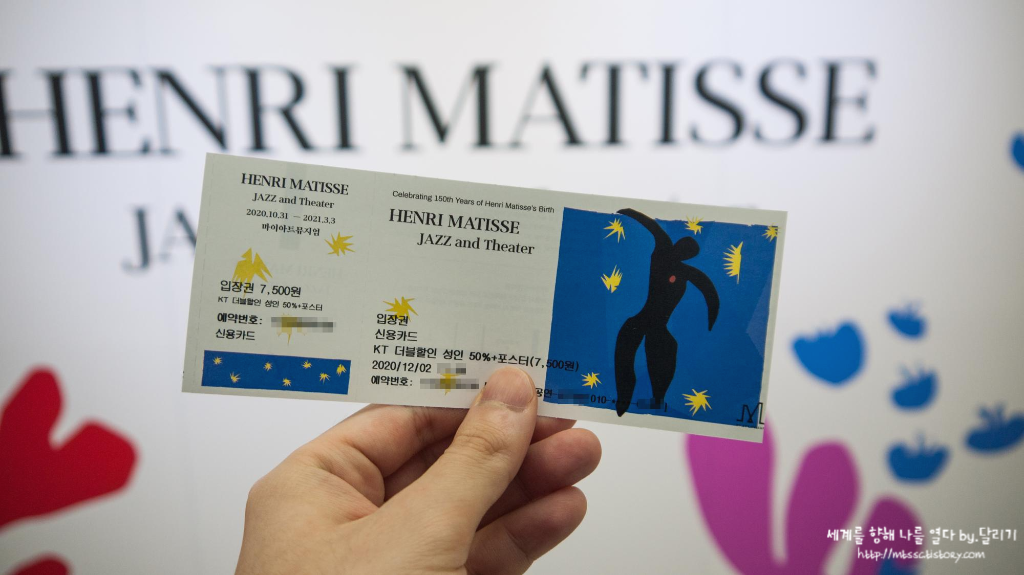 HENRI MATISSE
JA
HENRI MATISSE
JAZZ and Theater
2020.10.31 － 2021.3.3
마이아트뮤지엄
입장권 7,500원
KT 더블할인 성인 50%+포스터
예약번호:
신용카드
Celebrating 150th Years of Henri Matisse's Birth
HENRI MATISSE
JAZZ and Theater
입장권
신용카드
KT 더블할인 성인 50%+포스터(7,500원)
2020/12/02
예약번호:
010-
세계를 향해 나를 열다 by.달리기